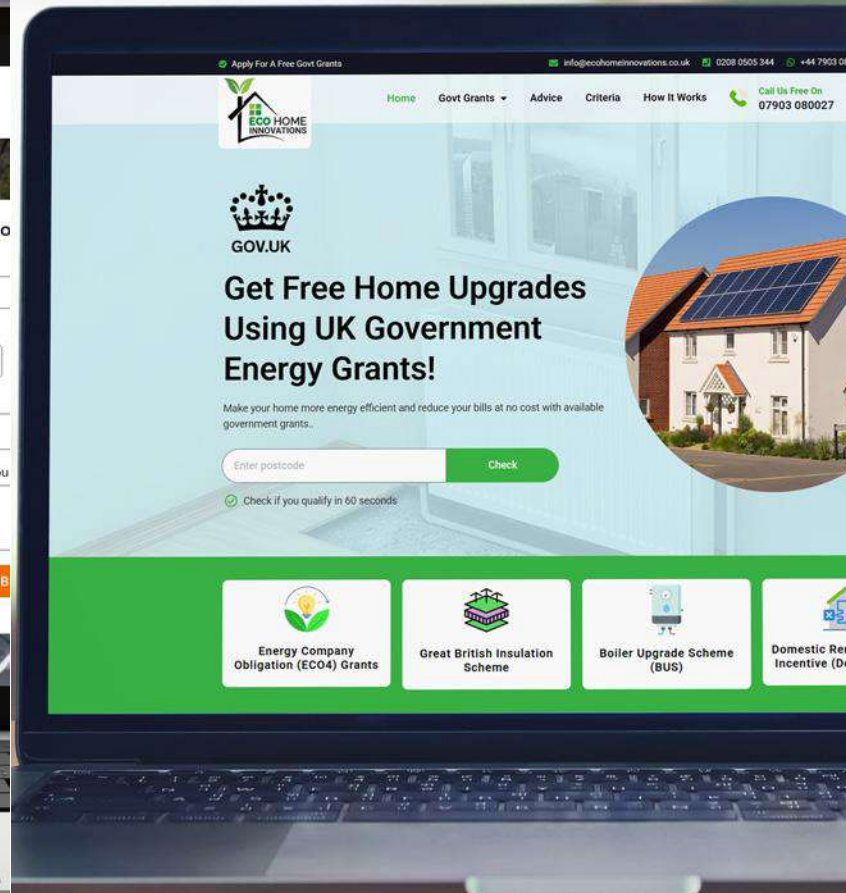 Apply For A Free Govt Grants
info@ecohomeinnovations.co.uk
0208 0505 344
+44 7903 08
ECO HOME
INNOVATIONS
Home
Govt Grants
Advice
Criteria
How It Works
Call Us Free On
07903 080027
GOV.UK
Get Free Home Upgrades
Using UK Government
Energy Grants!
Make your home more energy efficient and reduce your bills at no cost with available
government grants..
Enter postcode
Check
Check if you qualify in 60 seconds
Energy Company
Obligation (ECO4) Grants
Great British Insulation
Scheme
Boiler Upgrade Scheme
(BUS)
Domestic Re
Incentive (D